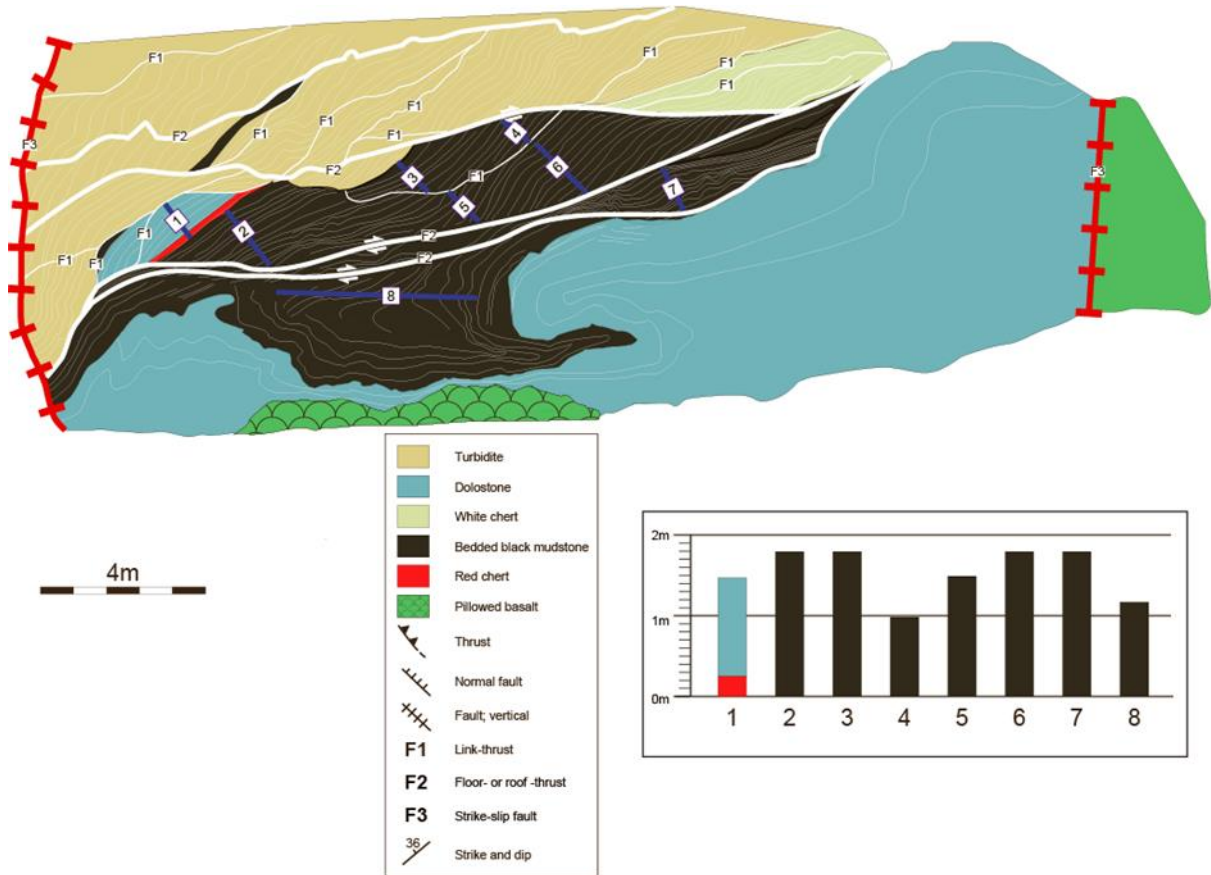 F1
F1
F1
F1
F1
F3
F2
F1
F1
F1
F2
4
3
6
F1
5
7
F3
1
2
F1
F1
F1
F2
F2
8
4m
Turbidite
Dolostone
White chert
Bedded black mudstone
Red chert
Pillowed basalt
Thrust
Normal fault
Fault; vertical
F1 Link-thrust
F2 Floor- or roof -thrust
F3 Strike-slip fault
36 Strike and dip
2m
1m
0m
1 2 3 4 5 6 7 8